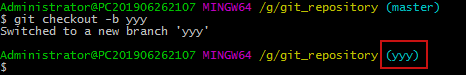 Administrator@PC201906262107 MINGW64 /g/g/git_repository (master)
$ git checkout -b yyy
Switched to a new branch 'yyy'
Administrator@PC201906262107 MINGW64 /g/git_repository (yyy)
$